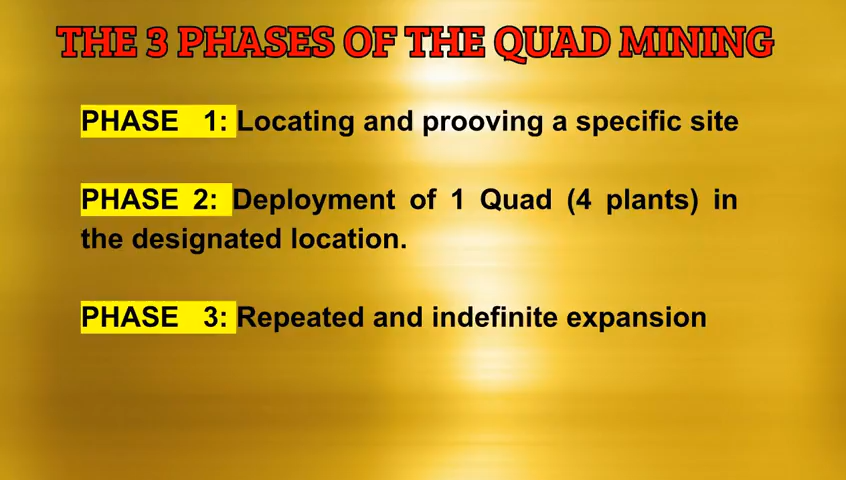 THE 3 PHASES OF THE QUAD MINING
PHASE 1: Locating and prooving a specific site
PHASE 2: Deployment of 1 Quad (4 plants) in
the designated location.
PHASE 3: Repeated and indefinite expansion